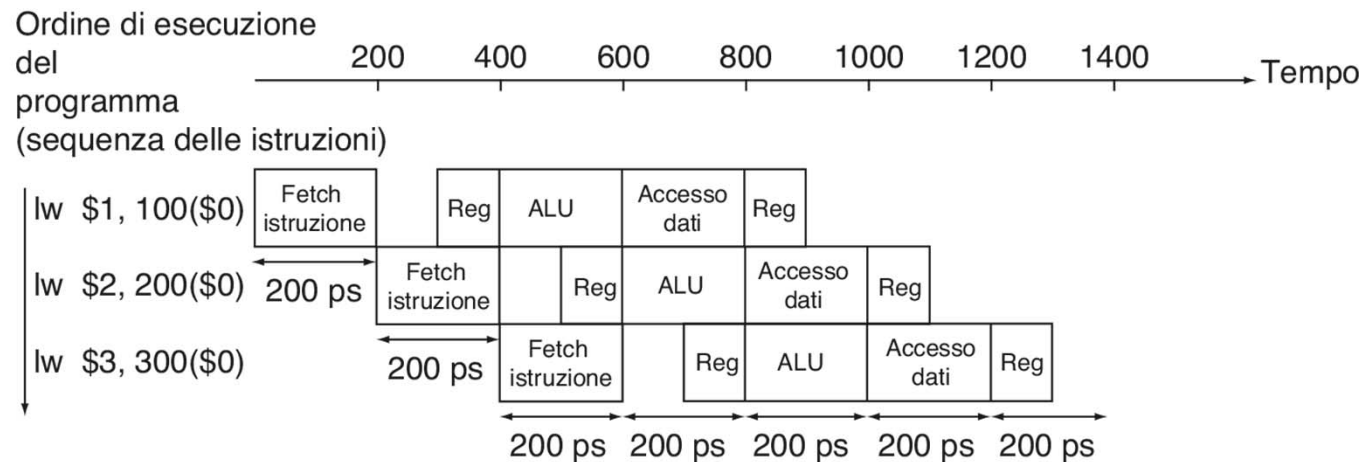 Ordine di esecuzione
del
programma
(sequenza delle istruzioni)
200 400 600 800 1000 1200 1400
Tempo
lw $1, 100($0)
Fetch
istruzione
Reg
ALU
Accesso
dati
Reg
lw $2, 200($0)
200 ps
Fetch
istruzione
Reg
ALU
Accesso
dati
Reg
lw $3, 300($0)
200 ps
Fetch
istruzione
Reg
ALU
Accesso
dati
Reg
200 ps 200 ps 200 ps 200 ps 200 ps